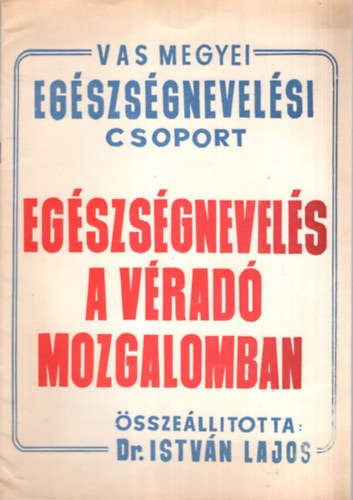 VAS MEGYEI
EGÉSZSÉGNEVELÉSI
CSOPORT
EGÉSZSÉGNEVELÉS
A VÉRADÓ
MOZGALOMBAN
ÖSSZEÁLLITOTTA:
Dr. ISTVÁN LAJOS